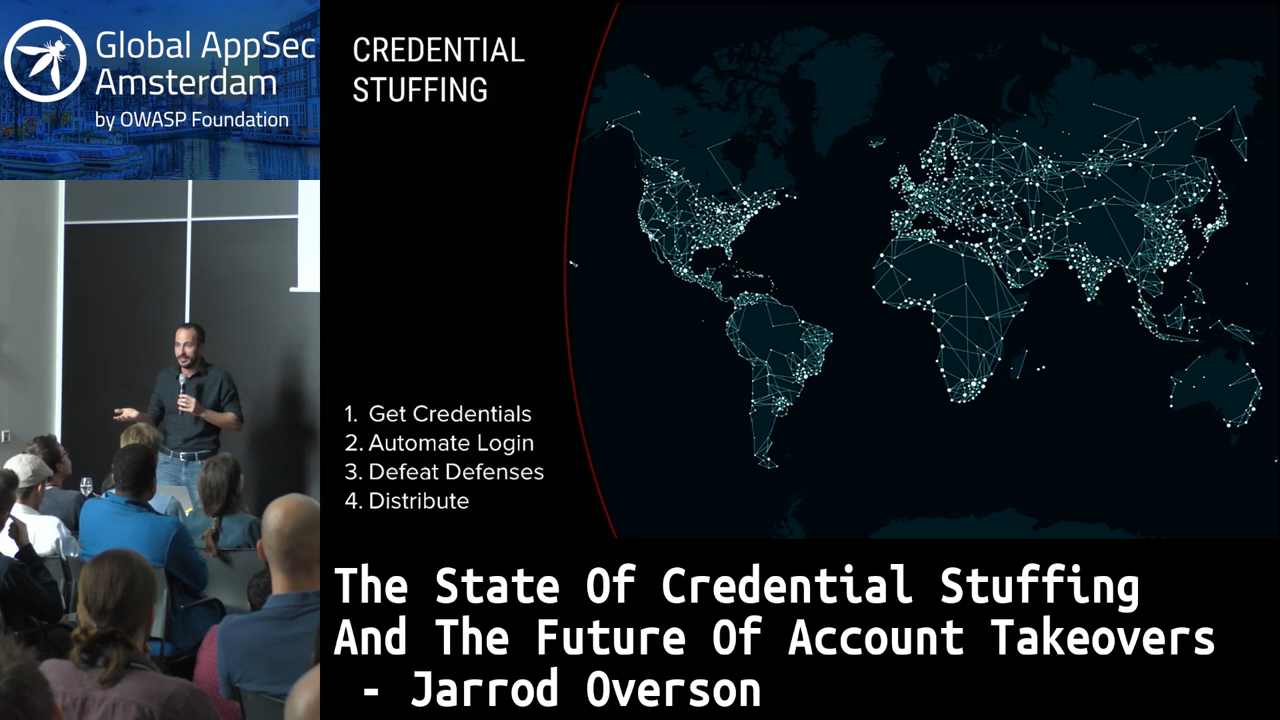 Global AppSec
Amsterdam
by OWASP Foundation
CREDENTIAL
STUFFING
1. Get Credentials
2. Automate Login
3. Defeat Defenses
4. Distribute
The State Of Credential Stuffing
And The Future Of Account Takeovers
- Jarrod Overson